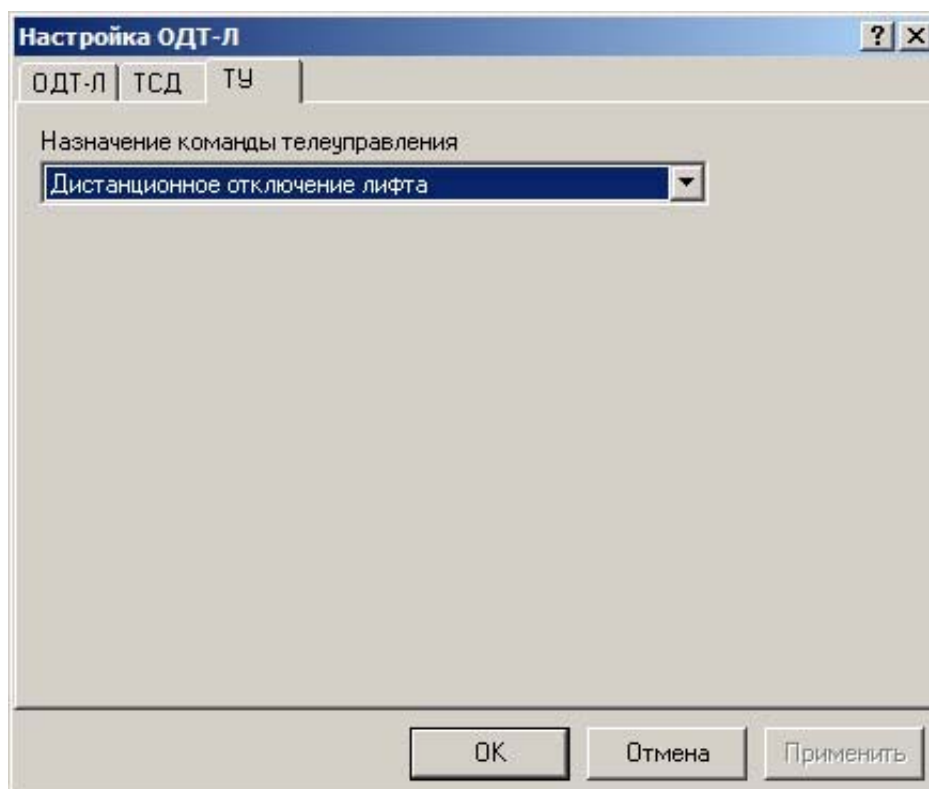 Настройка ОДТ-Л
ОДТ-Л ТСД ТУ
Назначение команды телеуправления
Дистанционное отключение лифта
OK Отмена Применить